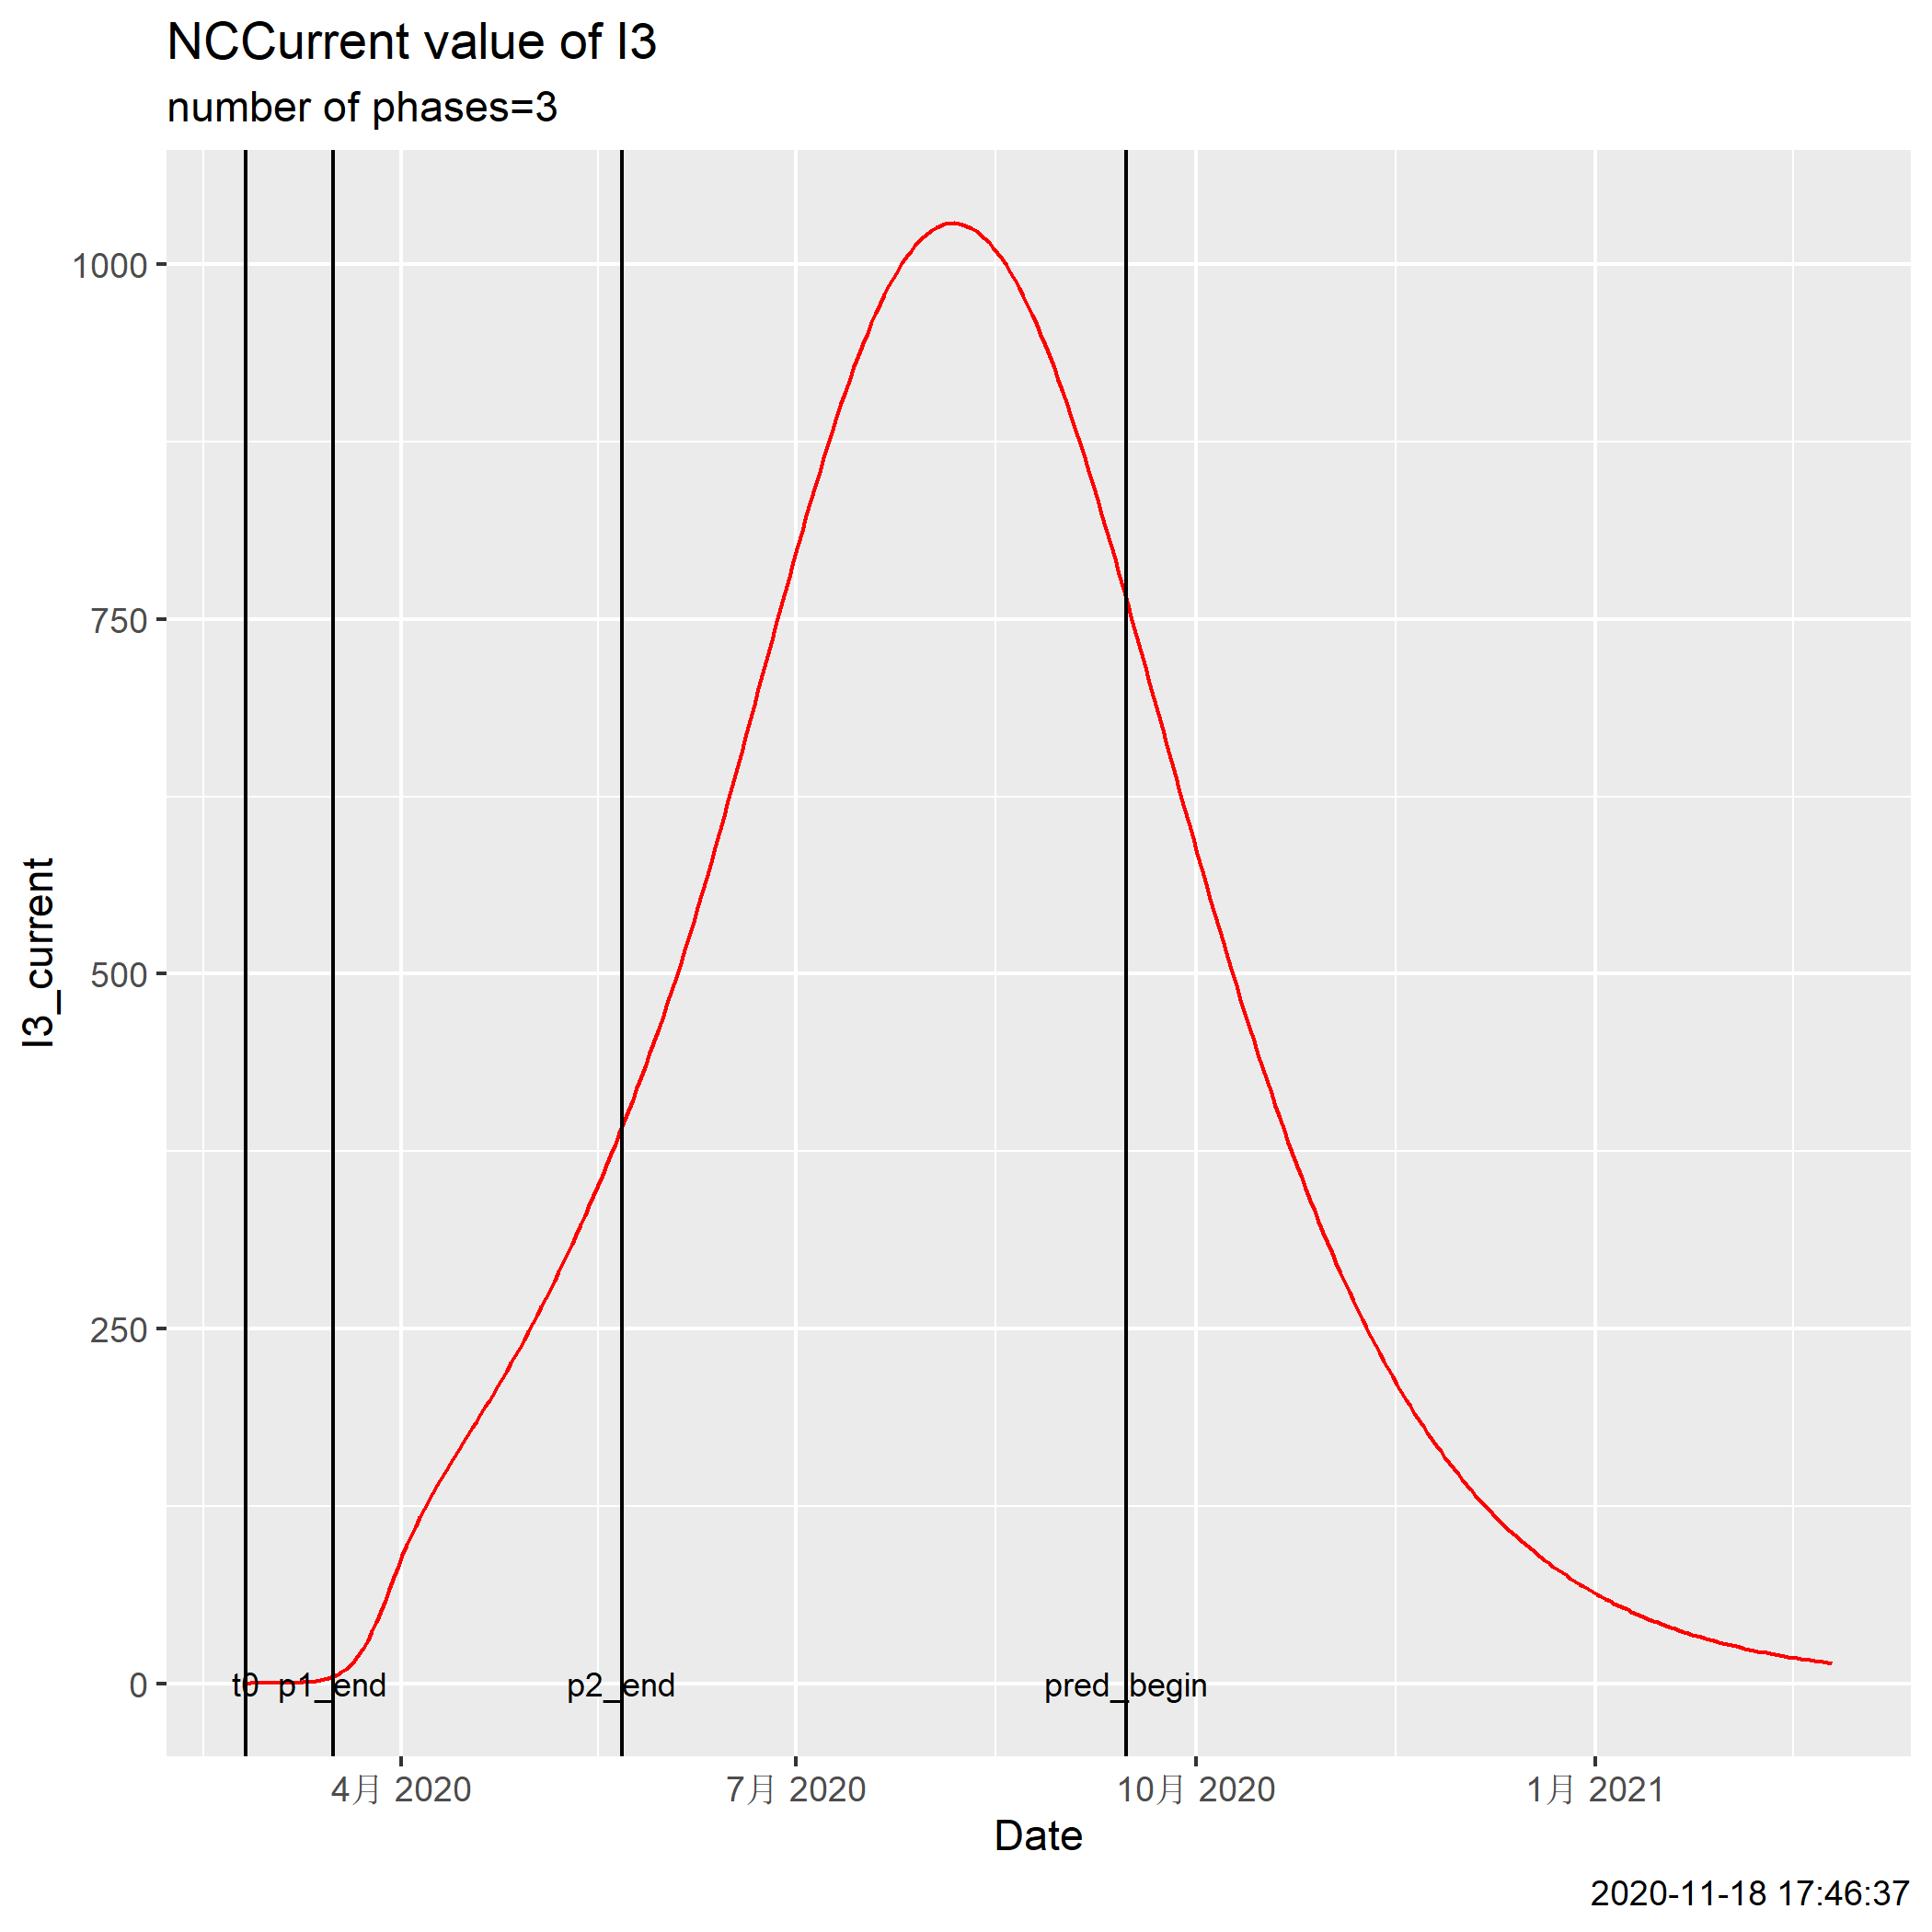 NCCurrent value of I3
number of phases=3
I3_current
1000
750
500
250
0
t0 p1_end p2_end pred_begin
4月 2020 7月 2020 10月 2020 1月 2021
Date
2020-11-18 17:46:37